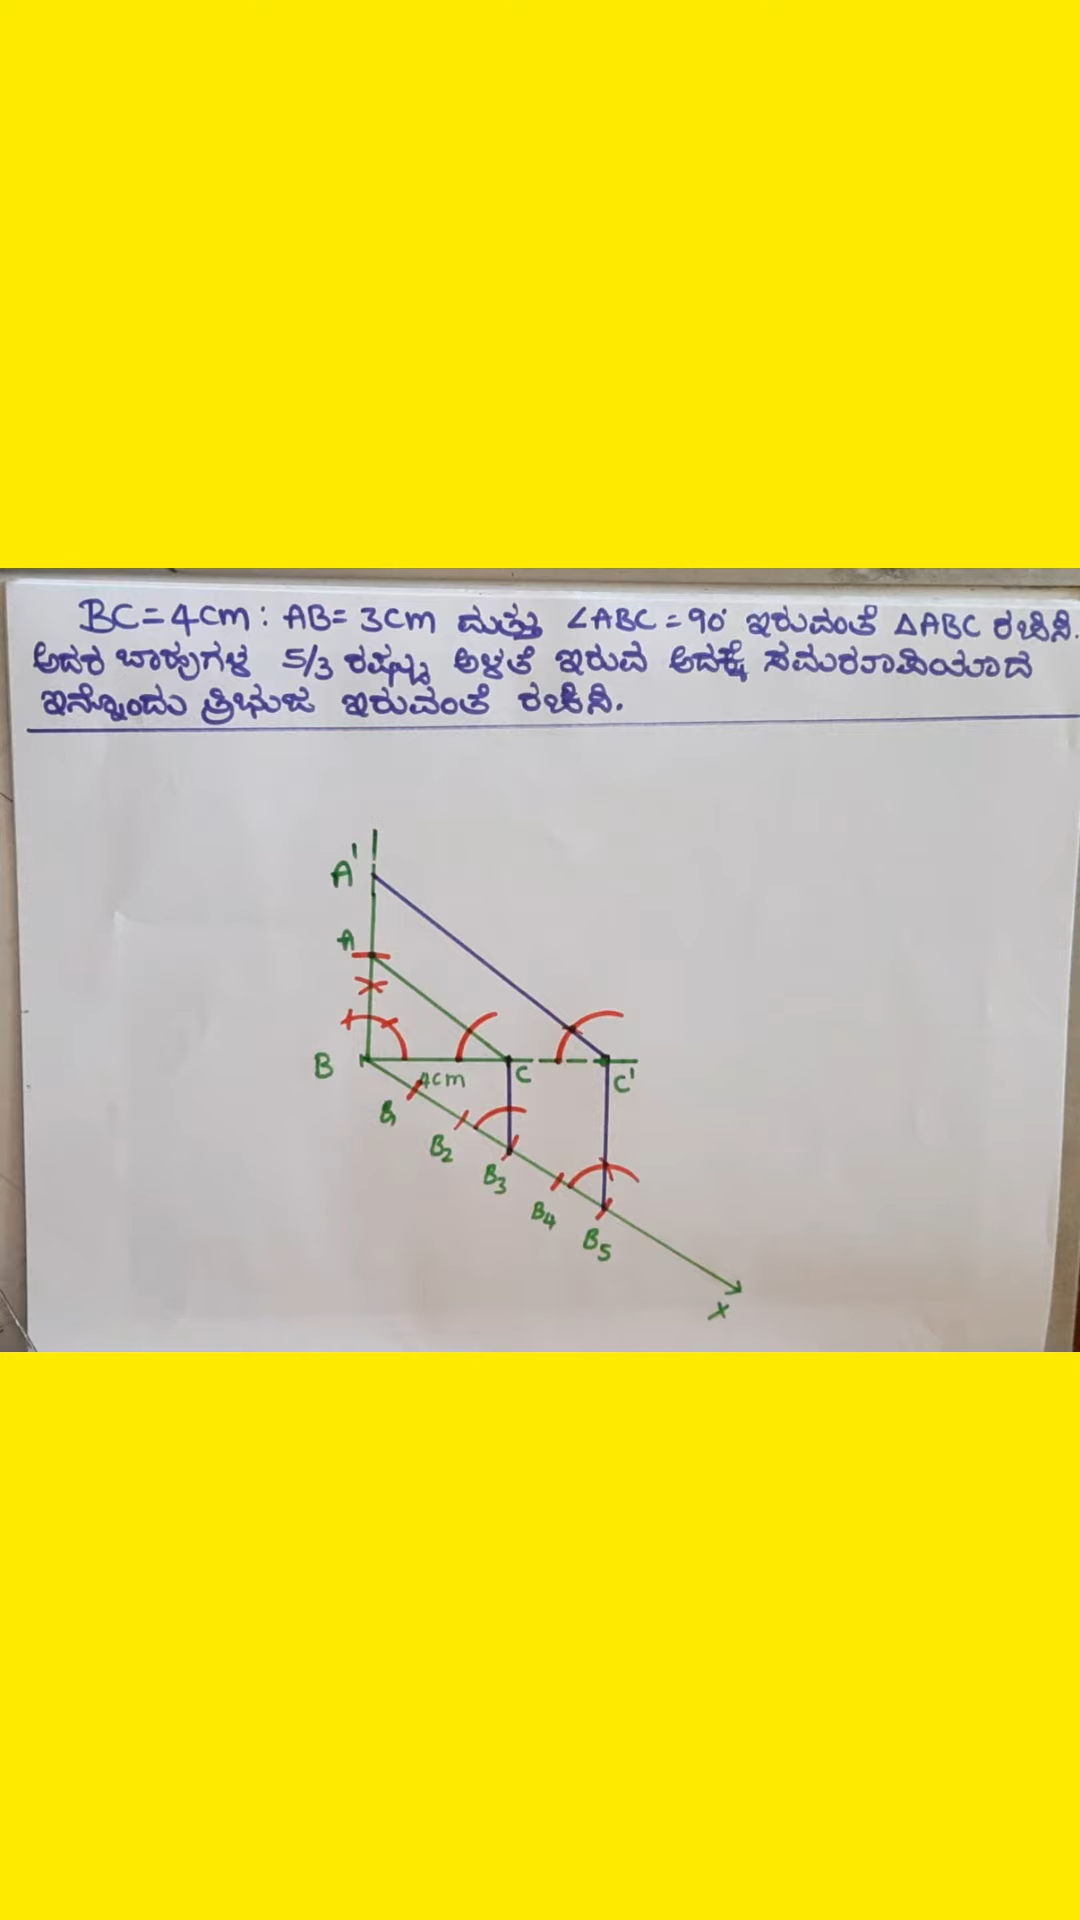 BC = 4cm : AB = 3cm ಮತ್ತು ∠ABC = 90° ಇರುವಂತೆ ΔABC ರಚಿಸಿ.
ಅದರ ಬಾಹುಗಳ 5/3 ರಷ್ಟು ಅಳತೆ ಇರುವ ಅದಕ್ಕೆ ಸಮರೂಪಿಯಾದ
ಇನ್ನೊಂದು ತ್ರಿಭುಜ ಇರುವಂತೆ ರಚಿಸಿ.
A'
A
B
4cm
C
C'
B1
B2
B3
B4
B5
X